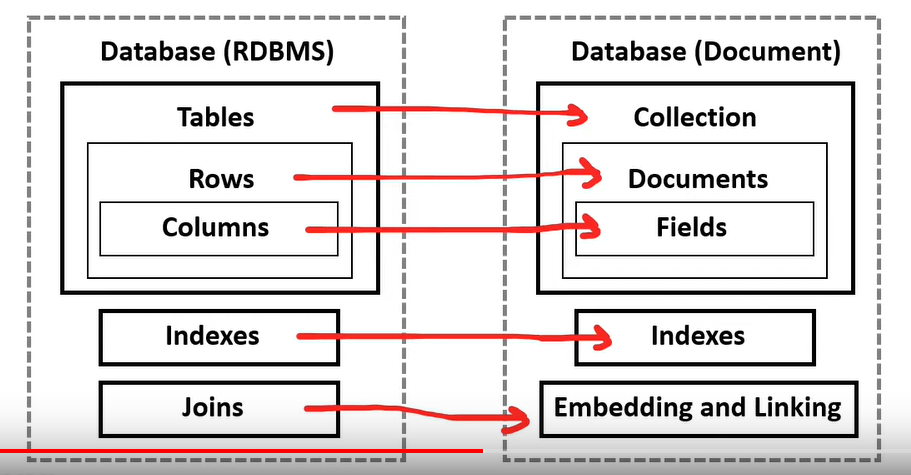 Database (RDBMS)
Tables
Rows
Columns
Indexes
Joins
Database (Document)
Collection
Documents
Fields
Indexes
Embedding and Linking